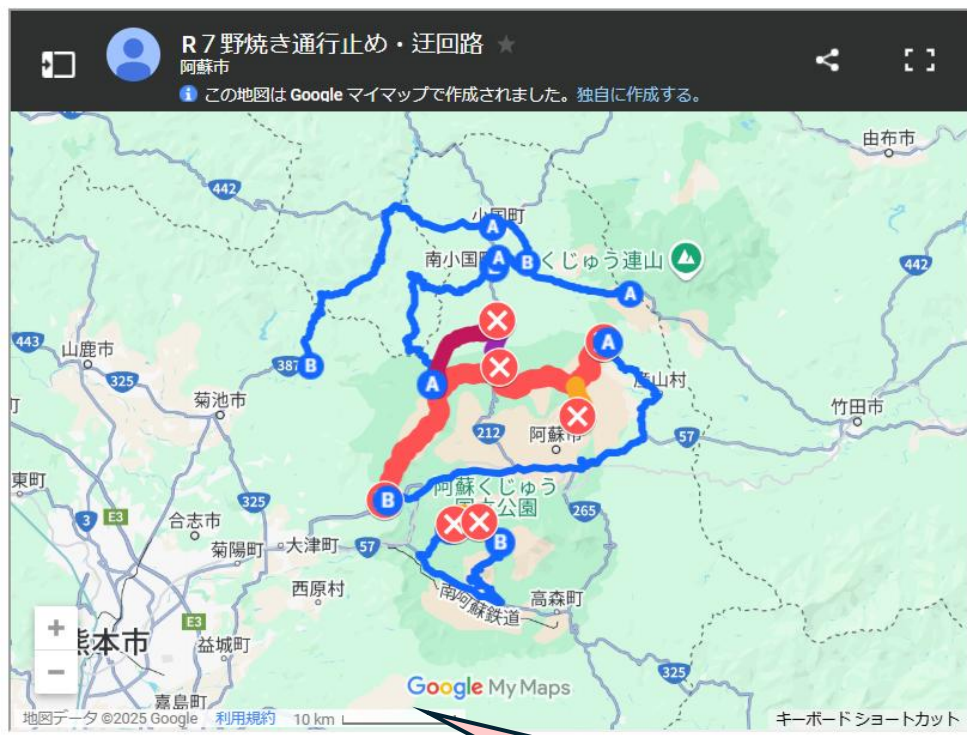 R7野焼き通行止め・迂回路 ★
阿蘇市
この地図は Google マイマップで作成されました。独自に作成する。
由布市
442
小国町
A
南小国
A
B
くじゅう連山
442
A
443
山鹿市
387
B
A
325
A
産山村
菊池市
竹田市
212
阿蘇市
57
東町
B
阿蘇くじゅう
国立公園
325
265
3
E3
合志市
菊陽町
大津町
57
B
西原村
南阿蘇鉄道
高森町
E3
+
熊本市
益城町
−
325
Google My Maps
嘉島町
地図データ ©2025 Google
利用規約
10 km
キーボード ショートカット